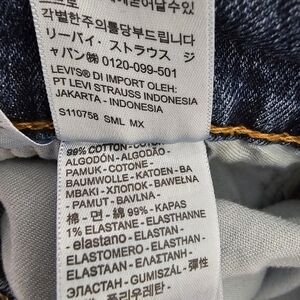 각별한주의를당부드립니다
リーバイ・ストラウス ジ
ャパン㈱ 0120-099-501
LEVI'S® DI IMPORT OLEH:
PT LEVI STRAUSS INDONESIA
JAKARTA - INDONESIA
S110758 SML MX
99% COTTON - COTON -
ALGODÓN - ALGODÃO -
PAMUK - COTONE -
BAUMWOLLE - KATOEN - BA
MBAKI - ХЛОПОК - BAWEŁNA
- PAMUT - BAVLNA -
棉 - 면 - 綿 99% - KAPAS
1% ELASTANE - ELASTHANNE
- elastano - ELASTAN -
ELASTOMERO - ELASTHAN -
ELASTAAN - ЭЛАСТАН -
ΕΛΑΣΤΑΝ - GUMISZÁL - 彈性